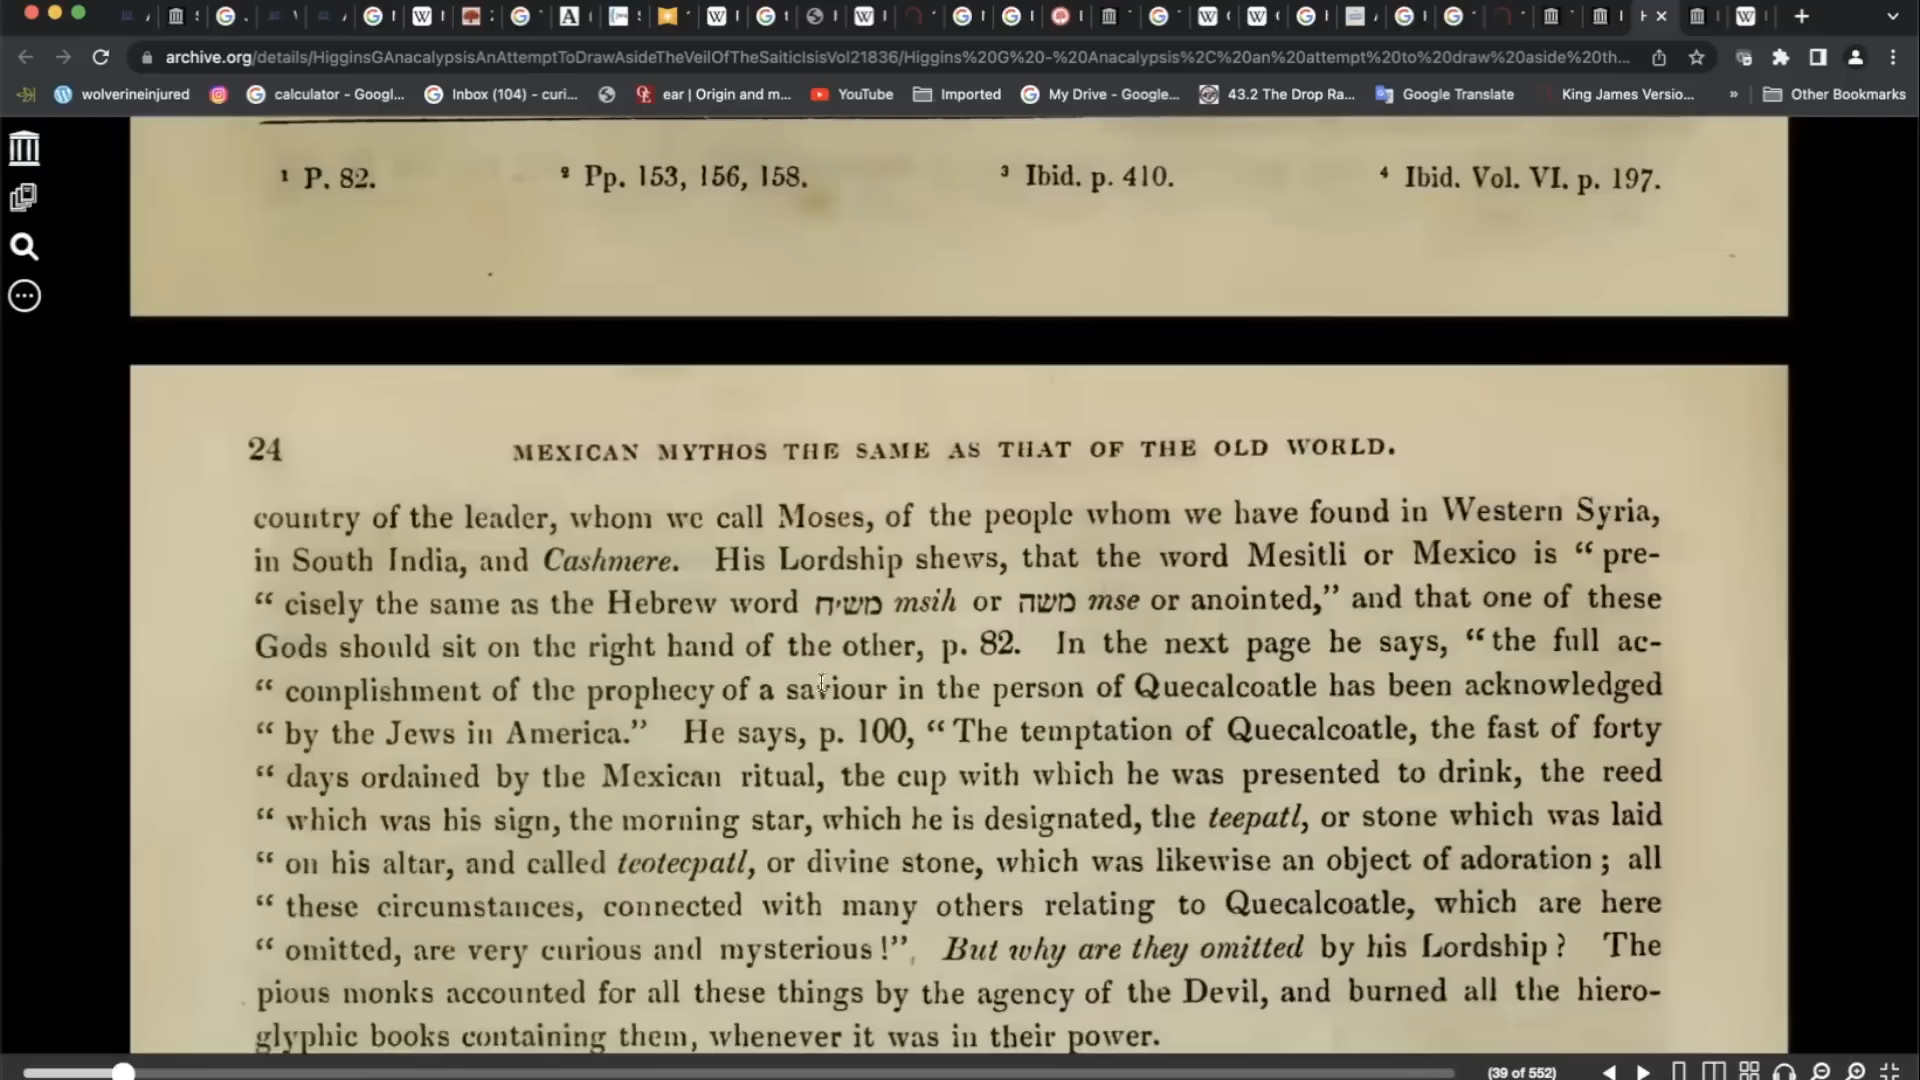 archive.org/details/HigginsGAnacalypsisAnAttemptToDrawAsideTheVeilOfTheSaiticIsisVol21836/Higgins%20G%20-%20Anacalypsis%2C%20an%20attempt%20to%20draw%20aside%20th...
wolverineinjured calculator - Googl... Inbox (104) - curi... ear | Origin and m... YouTube Imported My Drive - Google... 43.2 The Drop Ra... Google Translate King James Versio... » Other Bookmarks
¹ P. 82. ² Pp. 153, 156, 158. ³ Ibid. p. 410. ⁴ Ibid. Vol. VI. p. 197.
24 MEXICAN MYTHOS THE SAME AS THAT OF THE OLD WORLD.
country of the leader, whom we call Moses, of the people whom we have found in Western Syria,
in South India, and Cashmere. His Lordship shews, that the word Mesitli or Mexico is “ pre-
“ cisely the same as the Hebrew word משיח msih or משה mse or anointed,” and that one of these
Gods should sit on the right hand of the other, p. 82. In the next page he says, “ the full ac-
“ complishment of the prophecy of a saviour in the person of Quecalcoatle has been acknowledged
“ by the Jews in America.” He says, p. 100, “ The temptation of Quecalcoatle, the fast of forty
“ days ordained by the Mexican ritual, the cup with which he was presented to drink, the reed
“ which was his sign, the morning star, which he is designated, the teepatl, or stone which was laid
“ on his altar, and called teotecpatl, or divine stone, which was likewise an object of adoration ; all
“ these circumstances, connected with many others relating to Quecalcoatle, which are here
“ omitted, are very curious and mysterious !” But why are they omitted by his Lordship ? The
pious monks accounted for all these things by the agency of the Devil, and burned all the hiero-
glyphic books containing them, whenever it was in their power.
(39 of 552)